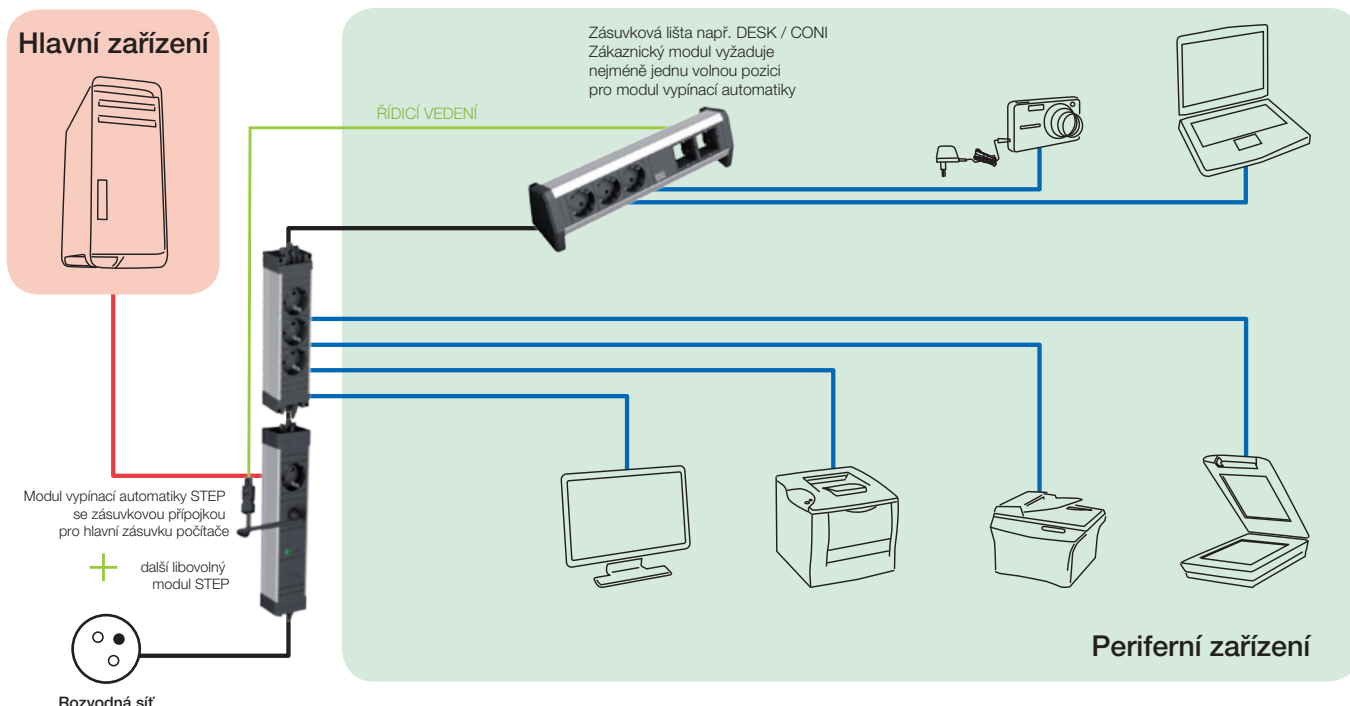 Hlavní zařízení
Zásuvková lišta např. DESK / CONI
Zákaznický modul vyžaduje
nejméně jednu volnou pozici
pro modul vypínací automatiky
ŘÍDICÍ VEDENÍ
Modul vypínací automatiky STEP
se zásuvkovou přípojkou
pro hlavní zásuvku počítače
+ další libovolný
modul STEP
Rozvodná síť
Periferní zařízení